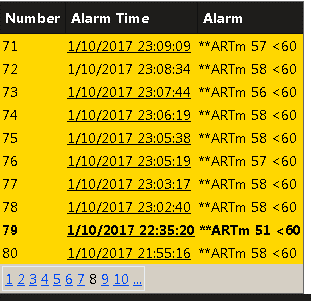 Number Alarm Time Alarm
71 1/10/2017 23:09:09 **ARTm 57 <60
72 1/10/2017 23:08:34 **ARTm 58 <60
73 1/10/2017 23:07:44 **ARTm 56 <60
74 1/10/2017 23:06:19 **ARTm 58 <60
75 1/10/2017 23:05:38 **ARTm 58 <60
76 1/10/2017 23:05:19 **ARTm 57 <60
77 1/10/2017 23:03:17 **ARTm 58 <60
78 1/10/2017 23:02:40 **ARTm 58 <60
79 1/10/2017 22:35:20 **ARTm 51 <60
80 1/10/2017 21:55:16 **ARTm 58 <60
1 2 3 4 5 6 7 8 9 10 ...